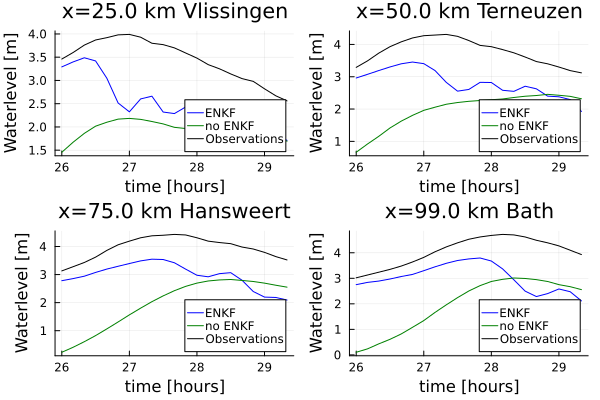 x=25.0 km Vlissingen
Waterlevel [m]
4.0
3.5
3.0
2.5
2.0
1.5
ENKF
no ENKF
Observations
26 27 28 29
time [hours]
x=50.0 km Terneuzen
Waterlevel [m]
4
3
2
1
ENKF
no ENKF
Observations
26 27 28 29
time [hours]
x=75.0 km Hansweert
Waterlevel [m]
4
3
2
1
ENKF
no ENKF
Observations
26 27 28 29
time [hours]
x=99.0 km Bath
Waterlevel [m]
4
3
2
1
0
ENKF
no ENKF
Observations
26 27 28 29
time [hours]